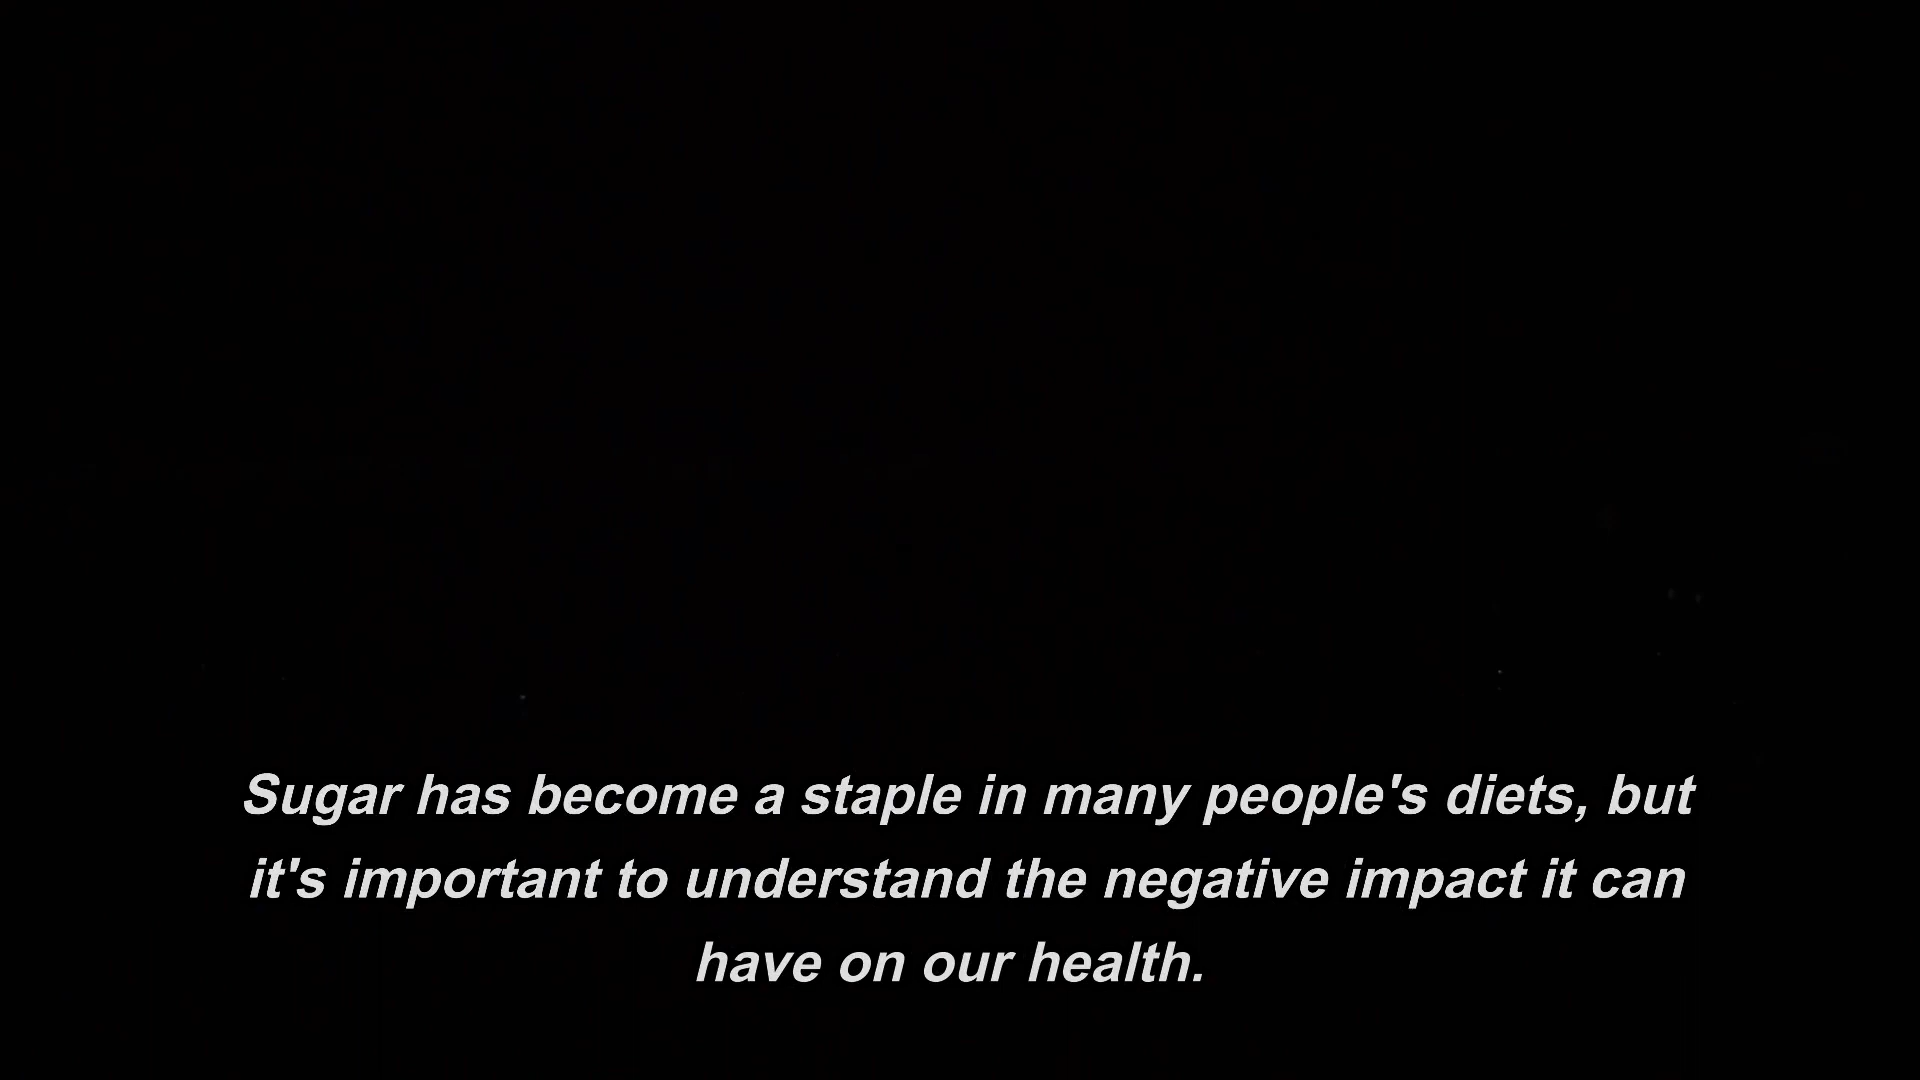 Sugar has become a staple in many people's diets, but
it's important to understand the negative impact it can
have on our health.